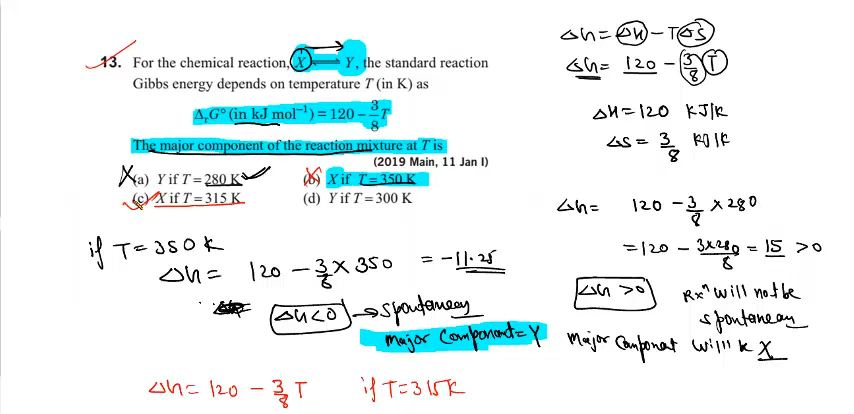 13. For the chemical reaction, X ⇌ Y, the standard reaction
Gibbs energy depends on temperature T (in K) as
ΔrG° (in kJ mol⁻¹) = 120 − 3/8 T
The major component of the reaction mixture at T is
(2019 Main, 11 Jan I)
(a) Y if T = 280 K
(b) X if T = 350 K
(c) X if T = 315 K
(d) Y if T = 300 K
if T = 350 K
ΔG = 120 − 3/8 × 350 = −11.25
ΔG < 0 → spontaneous
Major Component = Y
ΔG = 120 − 3/8 T if T = 315 K
ΔG = ΔH − TΔS
ΔG = 120 − 3/8 T
ΔH = 120 KJ/K
ΔS = 3/8 KJ/K
ΔG = 120 − 3/8 × 280
= 120 − 3×280/8 = 15 > 0
ΔG > 0 Rxⁿ will not be
spontaneous
Major Component will be X